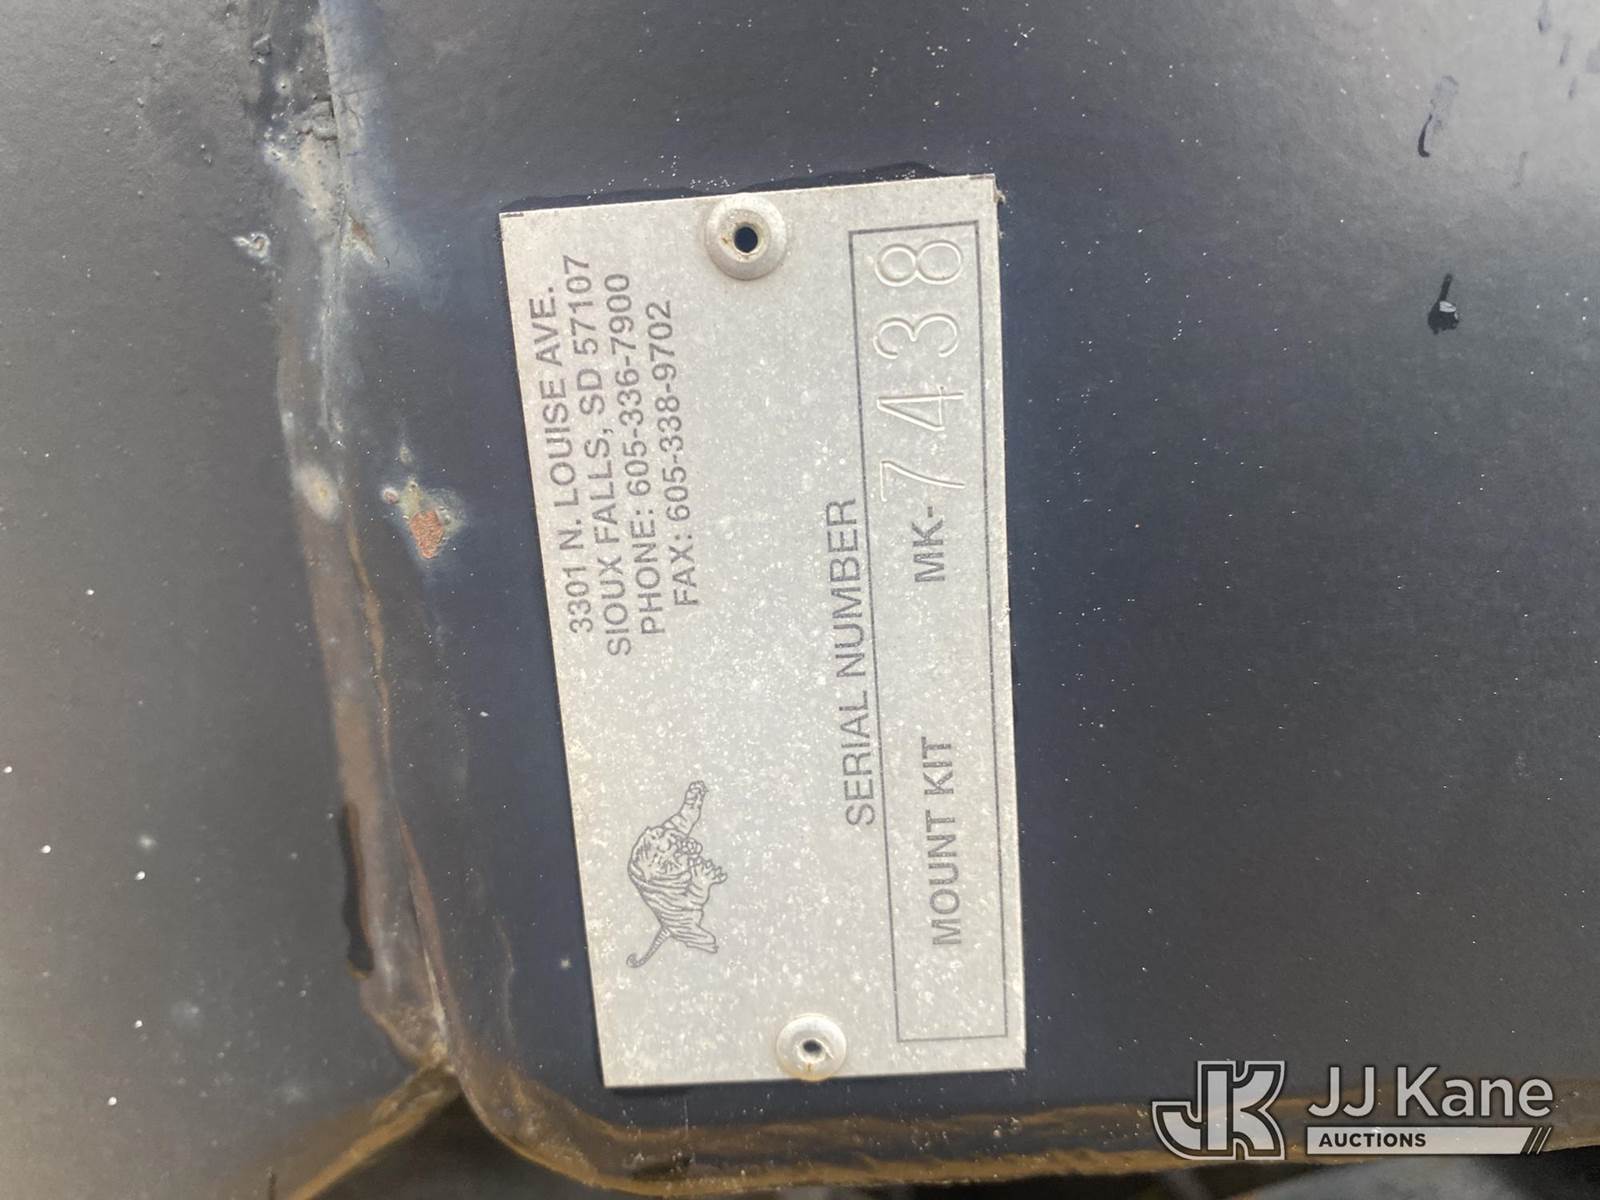 3301 N. LOUISE AVE.
SIOUX FALLS, SD 57107
PHONE: 605-336-7900
FAX: 605-338-9702
SERIAL NUMBER
MOUNT KIT MK-7438
JK JJ Kane
AUCTIONS